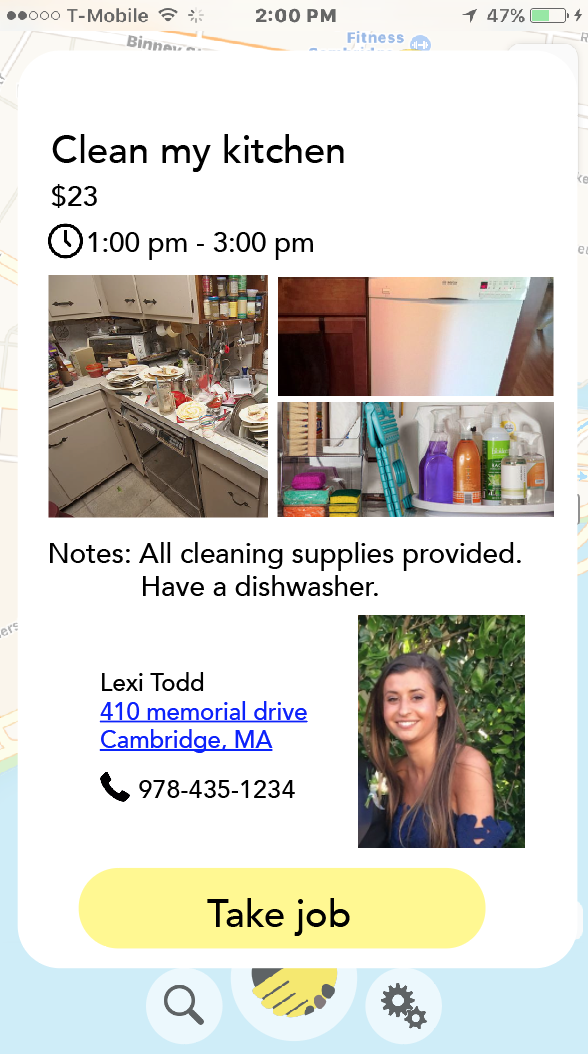 T-Mobile 2:00 PM 47%
Binney
Fitness
Clean my kitchen
$23
1:00 pm - 3:00 pm
Notes: All cleaning supplies provided.
Have a dishwasher.
Lexi Todd
410 memorial drive
Cambridge, MA
978-435-1234
Take job